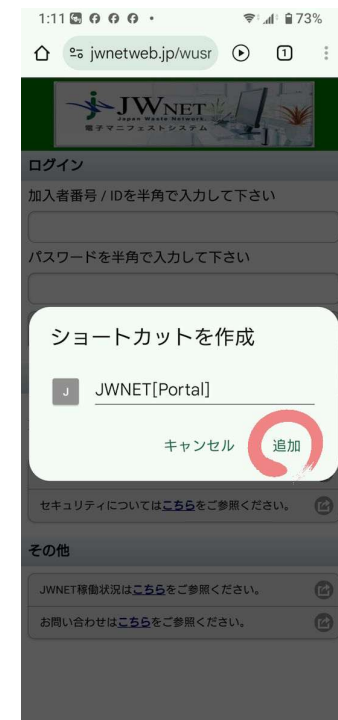 1:11
73%
jwnetweb.jp/wusr
1
JWNET
Japan Waste Network
電子マニフェストシステム
ログイン
加入者番号 / IDを半角で入力して下さい
パスワードを半角で入力して下さい
ショートカットを作成
J
JWNET[Portal]
キャンセル
追加
セキュリティについてはこちらをご参照ください。
その他
JWNET稼働状況はこちらをご参照ください。
お問い合わせはこちらをご参照ください。